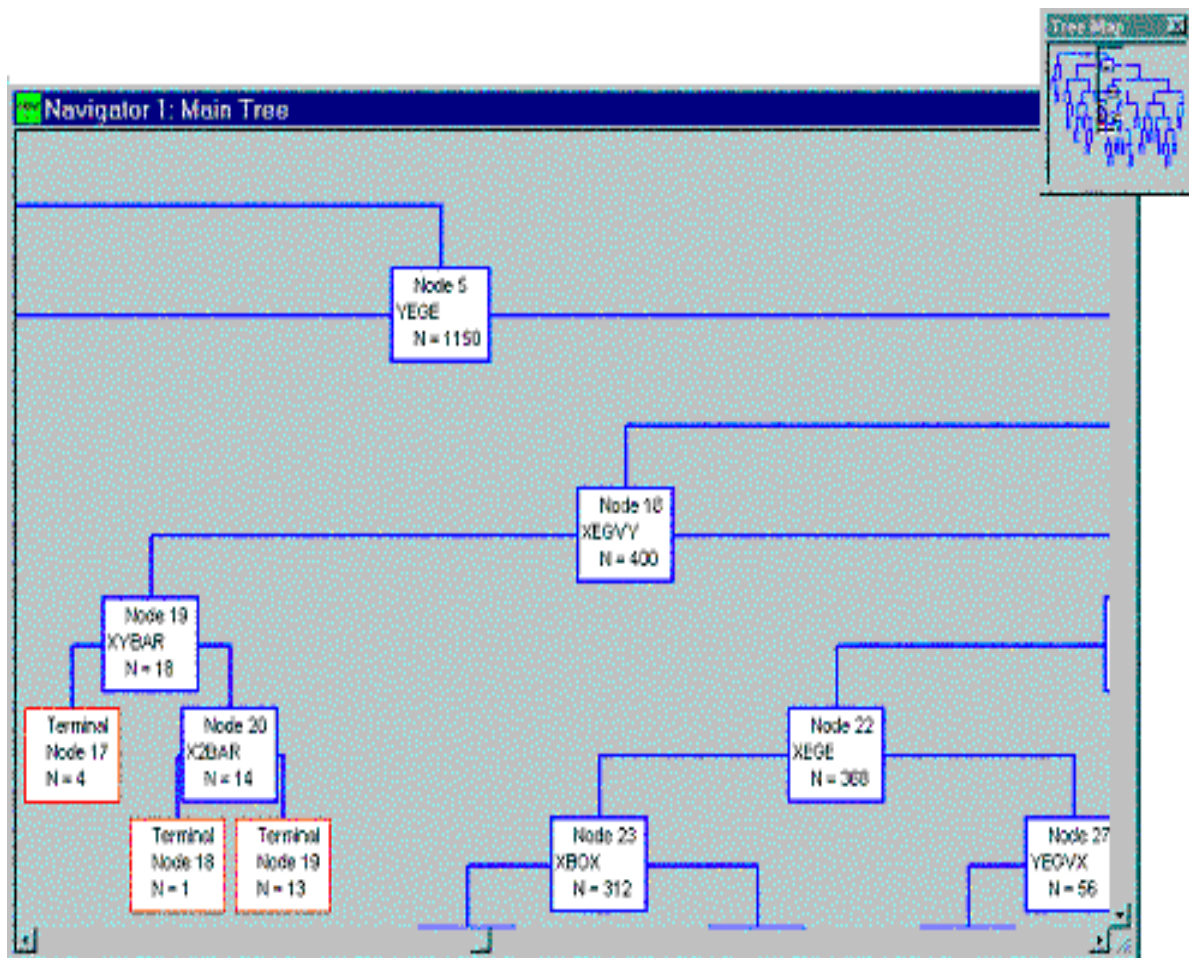 Tree Map
Navigator 1: Main Tree
Node 5
YEGE
N = 1150
Node 18
XEGVY
N = 400
Node 19
XYBAR
N = 18
Terminal
Node 17
N = 4
Node 20
X2BAR
N = 14
Node 22
XEGE
N = 368
Terminal
Node 18
N = 1
Terminal
Node 19
N = 13
Node 23
XBOX
N = 312
Node 27
YEGVX
N = 56